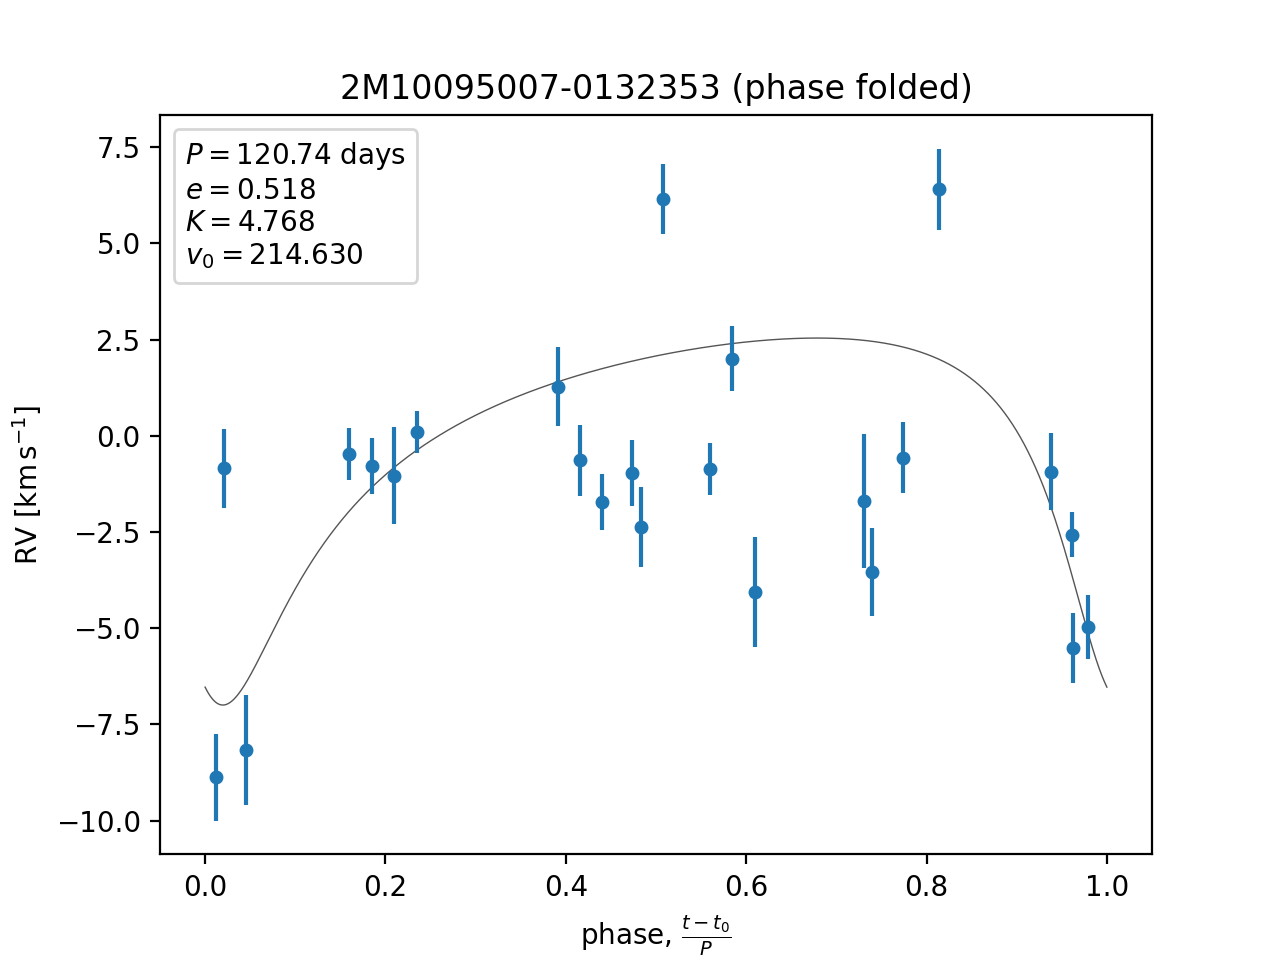 2M10095007-0132353 (phase folded)
P = 120.74 days
e = 0.518
K = 4.768
v₀ = 214.630
7.5
5.0
2.5
0.0
−2.5
−5.0
−7.5
−10.0
RV [km s⁻¹]
0.0 0.2 0.4 0.6 0.8 1.0
phase, (t − t₀)/P